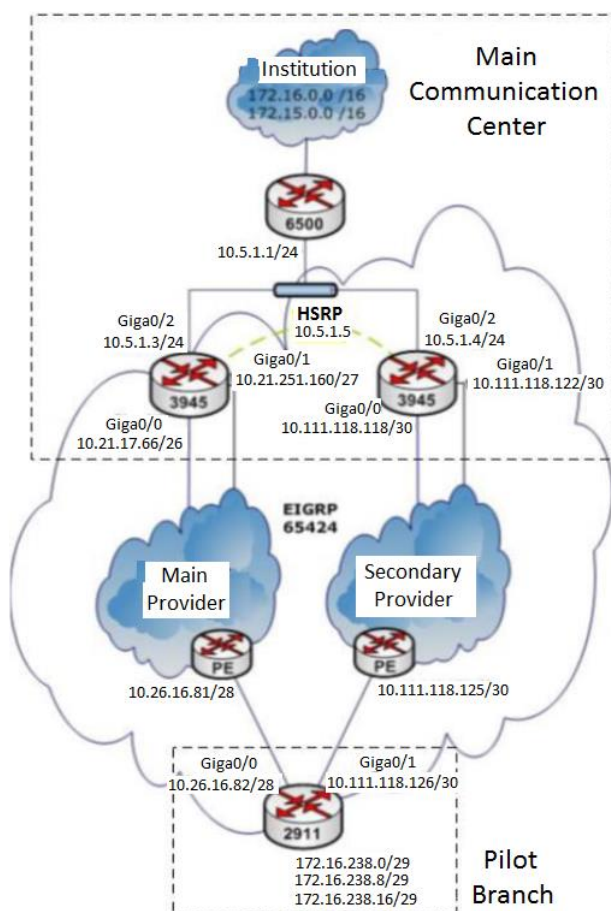 Institution
172.16.0.0 /16
172.15.0.0 /16
Main
Communication
Center
6500
10.5.1.1/24
HSRP
10.5.1.5
Giga0/2
10.5.1.3/24
Giga0/2
10.5.1.4/24
Giga0/1
10.21.251.160/27
Giga0/1
10.111.118.122/30
3945
3945
Giga0/0
10.21.17.66/26
Giga0/0
10.111.118.118/30
EIGRP
65424
Main
Provider
Secondary
Provider
PE
PE
10.26.16.81/28
10.111.118.125/30
Giga0/0
10.26.16.82/28
Giga0/1
10.111.118.126/30
2911
172.16.238.0/29
172.16.238.8/29
172.16.238.16/29
Pilot
Branch